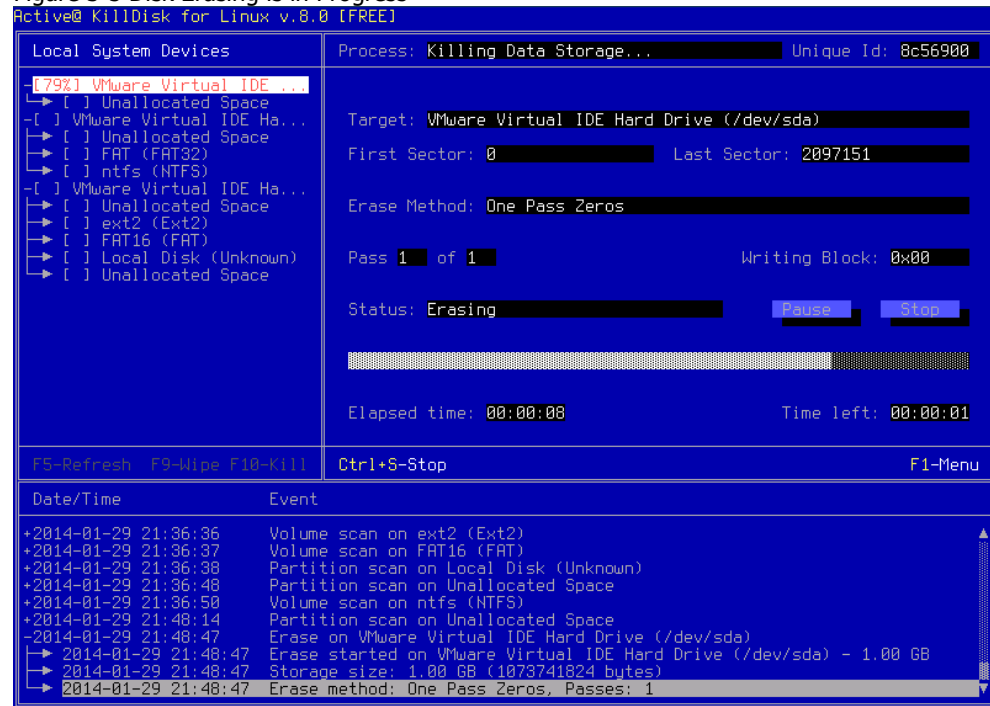 Active@ KillDisk for Linux v.8.0 [FREE]
Local System Devices
Process: Killing Data Storage... Unique Id: 8c56900
-[79%] VMware Virtual IDE ...
[ ] Unallocated Space
-[ ] VMware Virtual IDE Ha...
[ ] Unallocated Space
[ ] FAT (FAT32)
[ ] ntfs (NTFS)
-[ ] VMware Virtual IDE Ha...
[ ] Unallocated Space
[ ] ext2 (Ext2)
[ ] FAT16 (FAT)
[ ] Local Disk (Unknown)
[ ] Unallocated Space
Target: VMware Virtual IDE Hard Drive (/dev/sda)
First Sector: 0 Last Sector: 2097151
Erase Method: One Pass Zeros
Pass 1 of 1 Writing Block: 0x00
Status: Erasing Pause Stop
Elapsed time: 00:00:08 Time left: 00:00:01
F5-Refresh F9-Wipe F10-Kill
Ctrl+S-Stop F1-Menu
Date/Time Event
+2014-01-29 21:36:36 Volume scan on ext2 (Ext2)
+2014-01-29 21:36:37 Volume scan on FAT16 (FAT)
+2014-01-29 21:36:38 Partition scan on Local Disk (Unknown)
+2014-01-29 21:36:48 Partition scan on Unallocated Space
+2014-01-29 21:36:50 Volume scan on ntfs (NTFS)
+2014-01-29 21:48:14 Partition scan on Unallocated Space
-2014-01-29 21:48:47 Erase on VMware Virtual IDE Hard Drive (/dev/sda)
2014-01-29 21:48:47 Erase started on VMware Virtual IDE Hard Drive (/dev/sda) - 1.00 GB
2014-01-29 21:48:47 Storage size: 1.00 GB (1073741824 bytes)
2014-01-29 21:48:47 Erase method: One Pass Zeros, Passes: 1